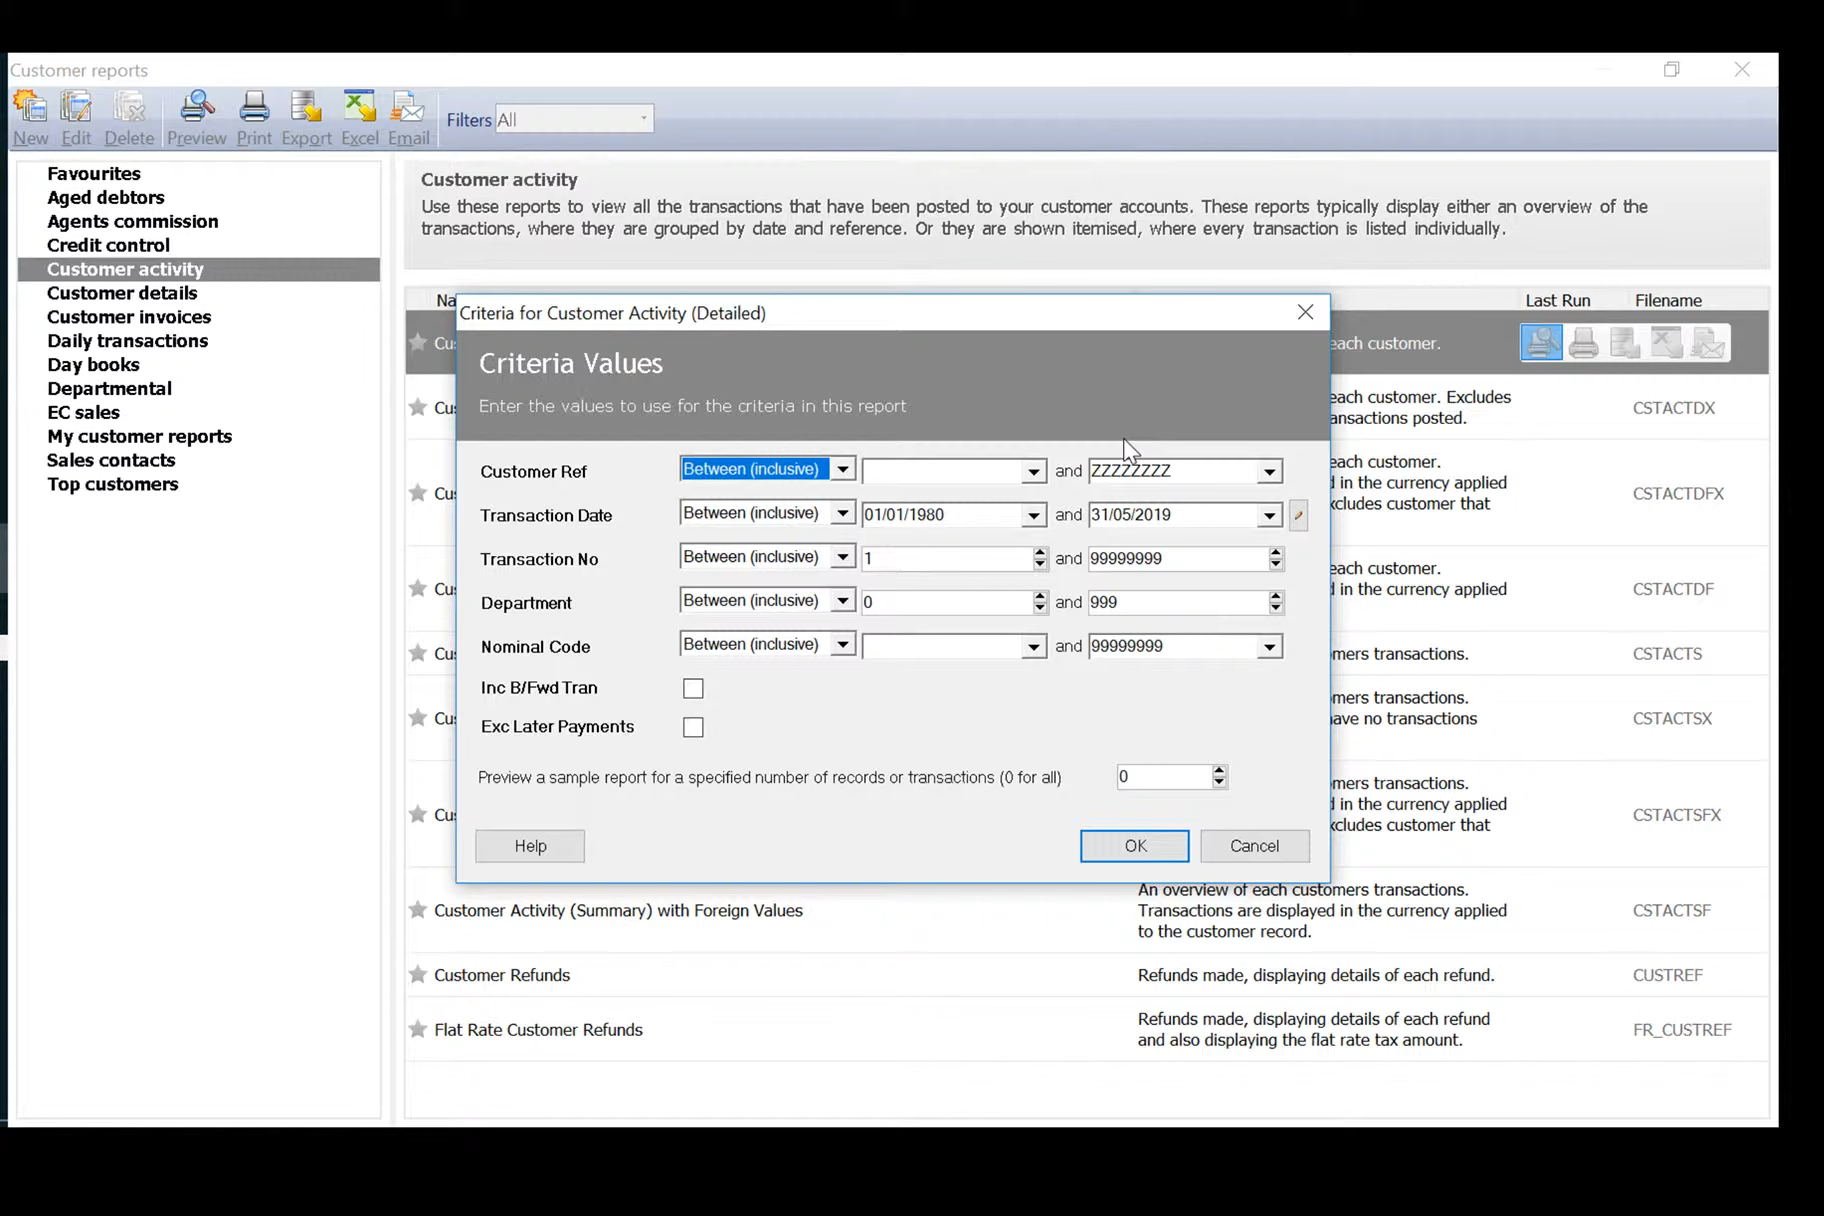 Customer reports
New Edit Delete Preview Print Export Excel Email Filters All
Favourites
Aged debtors
Agents commission
Credit control
Customer activity
Customer details
Customer invoices
Daily transactions
Day books
Departmental
EC sales
My customer reports
Sales contacts
Top customers
Customer activity
Use these reports to view all the transactions that have been posted to your customer accounts. These reports typically display either an overview of the
transactions, where they are grouped by date and reference. Or they are shown itemised, where every transaction is listed individually.
Na Last Run Filename
Cu each customer.
Cu each customer. Excludes
ansactions posted. CSTACTDX
Cu each customer.
d in the currency applied
xcludes customer that CSTACTDFX
Cu each customer.
d in the currency applied CSTACTDF
Cu mers transactions. CSTACTS
Cu mers transactions.
ave no transactions CSTACTSX
Cu mers transactions.
d in the currency applied
xcludes customer that CSTACTSFX
Customer Activity (Summary) with Foreign Values
An overview of each customers transactions.
Transactions are displayed in the currency applied
to the customer record.
CSTACTSF
Customer Refunds Refunds made, displaying details of each refund. CUSTREF
Flat Rate Customer Refunds
Refunds made, displaying details of each refund
and also displaying the flat rate tax amount.
FR_CUSTREF
Criteria for Customer Activity (Detailed)
Criteria Values
Enter the values to use for the criteria in this report
Customer Ref Between (inclusive) and ZZZZZZZZ
Transaction Date Between (inclusive) 01/01/1980 and 31/05/2019
Transaction No Between (inclusive) 1 and 99999999
Department Between (inclusive) 0 and 999
Nominal Code Between (inclusive) and 99999999
Inc B/Fwd Tran
Exc Later Payments
Preview a sample report for a specified number of records or transactions (0 for all) 0
Help OK Cancel